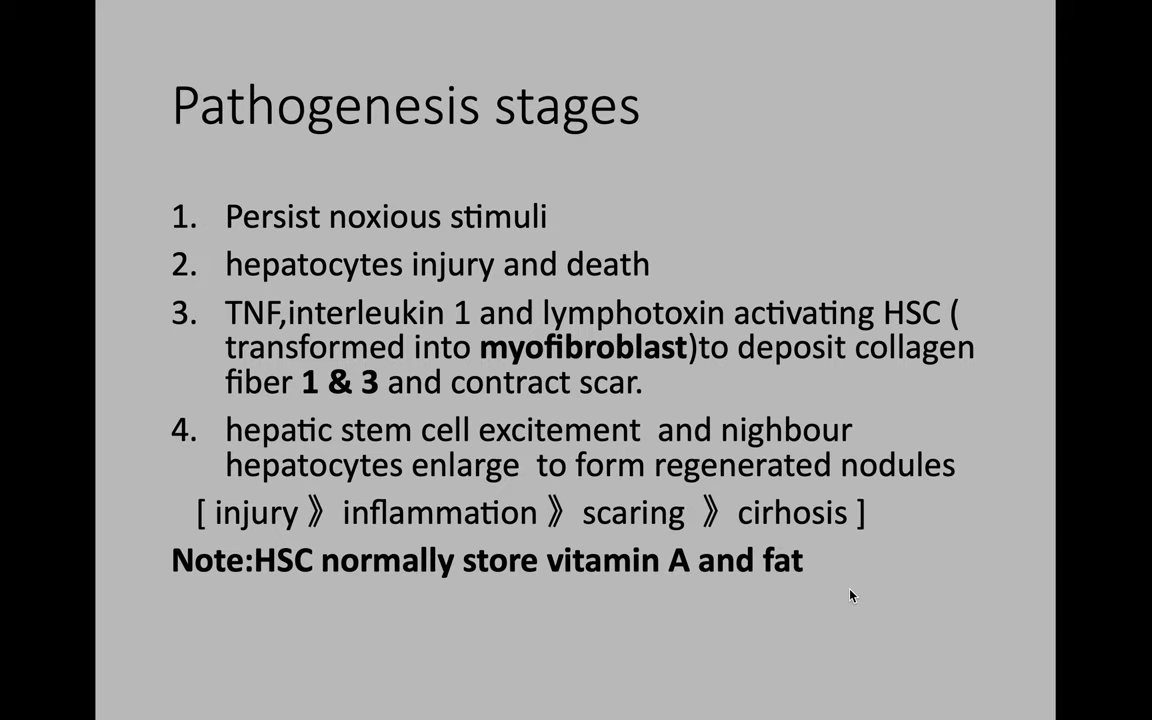 Pathogenesis stages
1. Persist noxious stimuli
2. hepatocytes injury and death
3. TNF,interleukin 1 and lymphotoxin activating HSC (
transformed into myofibroblast)to deposit collagen
fiber 1 & 3 and contract scar.
4. hepatic stem cell excitement  and nighbour
hepatocytes enlarge  to form regenerated nodules
[ injury 》 inflammation 》 scaring 》 cirhosis ]
Note:HSC normally store vitamin A and fat